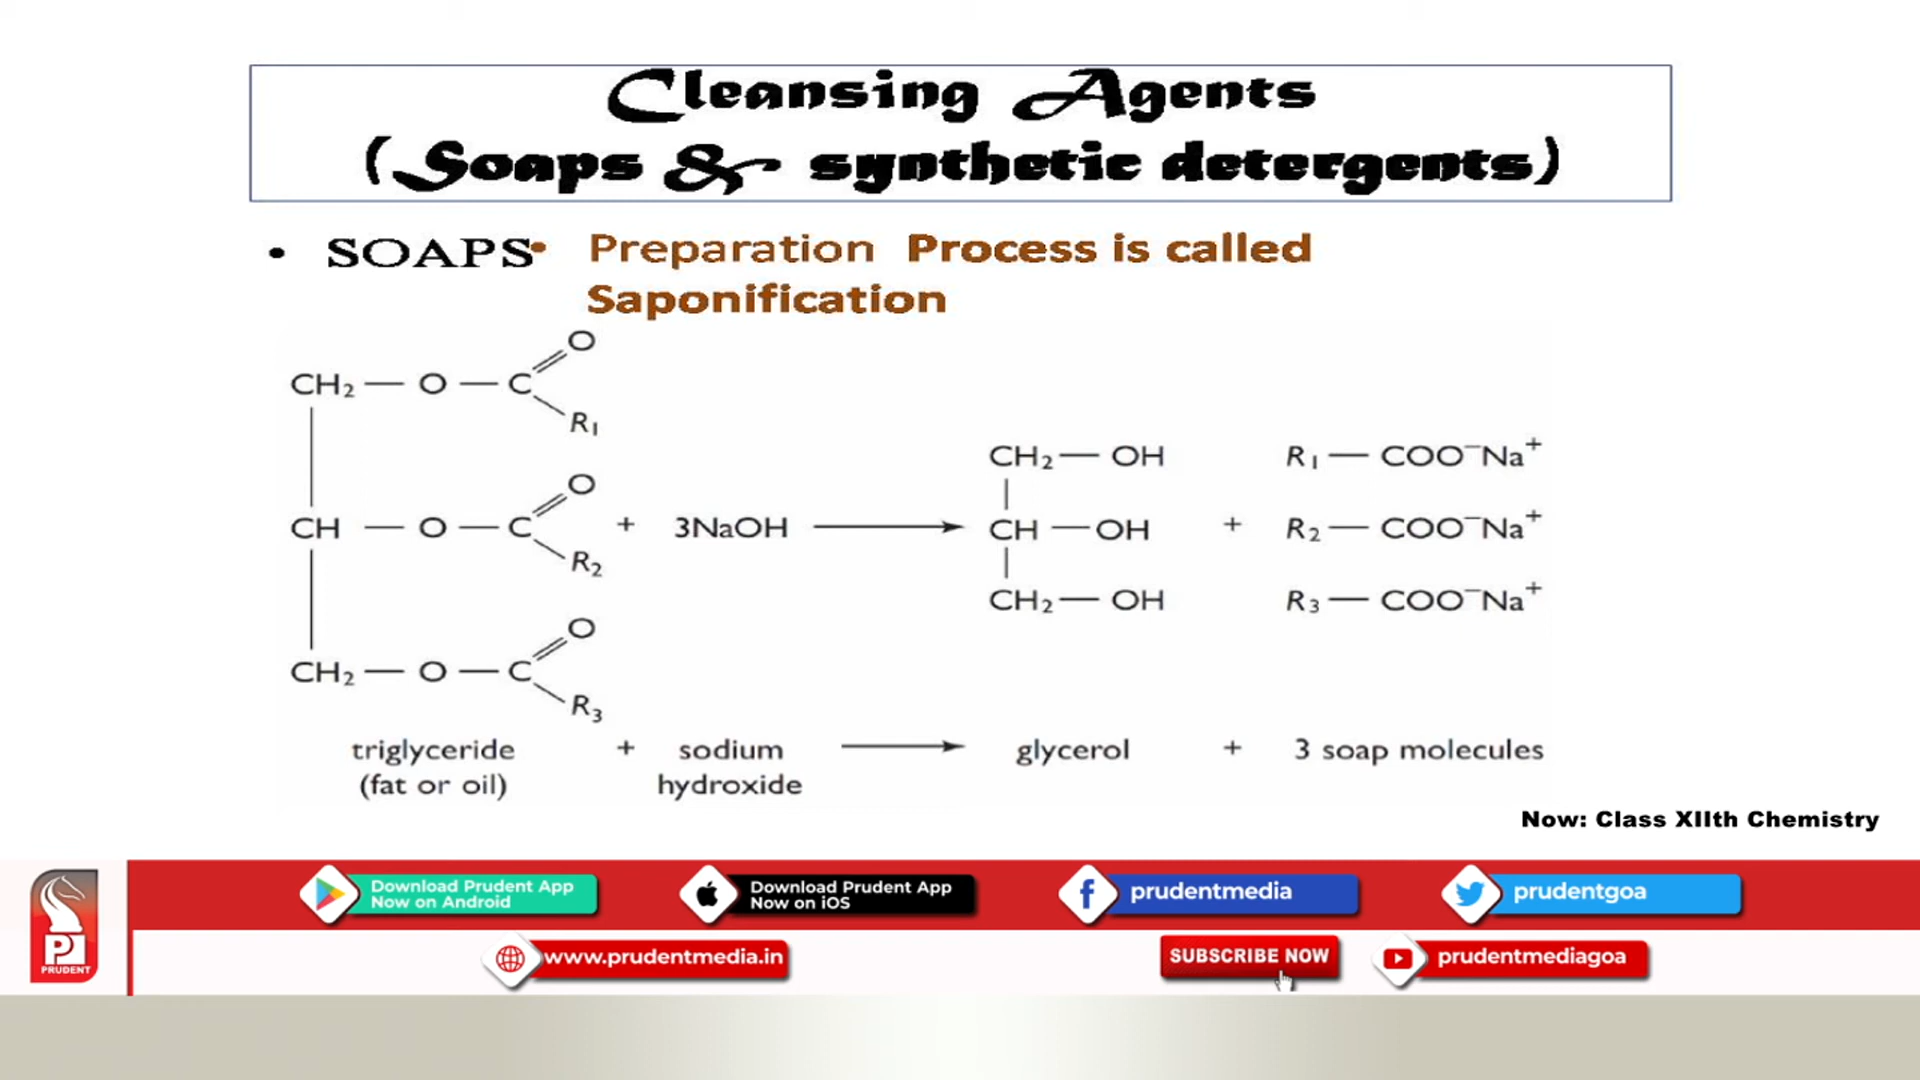 Cleansing Agents
(Soaps & synthetic detergents)
• SOAPS • Preparation Process is called
Saponification
CH₂ — O — C
O
R₁
CH — O — C
O
R₂
CH₂ — O — C
O
R₃
+ 3NaOH
CH₂ — OH
CH — OH
CH₂ — OH
+
R₁ — COO⁻Na⁺
R₂ — COO⁻Na⁺
R₃ — COO⁻Na⁺
triglyceride + sodium glycerol + 3 soap molecules
(fat or oil) hydroxide
Now: Class XIIth Chemistry
Download Prudent App
Now on Android
Download Prudent App
Now on iOS
prudentmedia
prudentgoa
PI
PRUDENT
www.prudentmedia.in
SUBSCRIBE NOW
prudentmediagoa